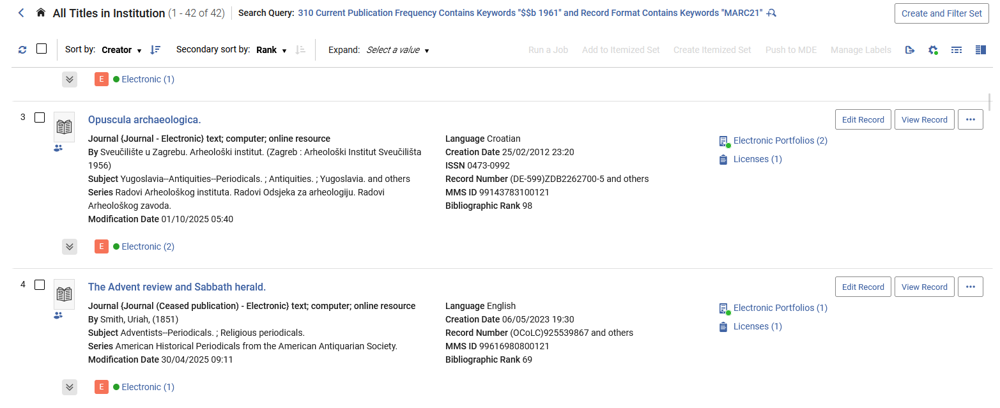 All Titles in Institution (1 - 42 of 42) Search Query: 310 Current Publication Frequency Contains Keywords "$$b 1961" and Record Format Contains Keywords "MARC21" Create and Filter Set
Sort by: Creator Secondary sort by: Rank Expand: Select a value Run a Job Add to Itemized Set Create Itemized Set Push to MDE Manage Labels
E Electronic (1)
3 Opuscula archaeologica. Edit Record View Record ...
Journal {Journal - Electronic} text; computer; online resource
By Sveučilište u Zagrebu. Arheološki institut. (Zagreb : Arheološki Institut Sveučilišta
1956)
Subject Yugoslavia--Antiquities--Periodicals. ; Antiquities. ; Yugoslavia. and others
Series Radovi Arheološkog instituta. Radovi Odsjeka za arheologiju. Radovi
Arheološkog zavoda.
Modification Date 01/10/2025 05:40
Language Croatian
Creation Date 25/02/2012 23:20
ISSN 0473-0992
Record Number (DE-599)ZDB2262700-5 and others
MMS ID 99143783100121
Bibliographic Rank 98
Electronic Portfolios (2)
Licenses (1)
E Electronic (2)
4 The Advent review and Sabbath herald. Edit Record View Record ...
Journal {Journal (Ceased publication) - Electronic} text; computer; online resource
By Smith, Uriah, (1851)
Subject Adventists--Periodicals. ; Religious periodicals.
Series American Historical Periodicals from the American Antiquarian Society.
Modification Date 30/04/2025 09:11
Language English
Creation Date 06/05/2023 19:30
Record Number (OCoLC)925539867 and others
MMS ID 99616980800121
Bibliographic Rank 69
Electronic Portfolios (1)
Licenses (1)
E Electronic (1)